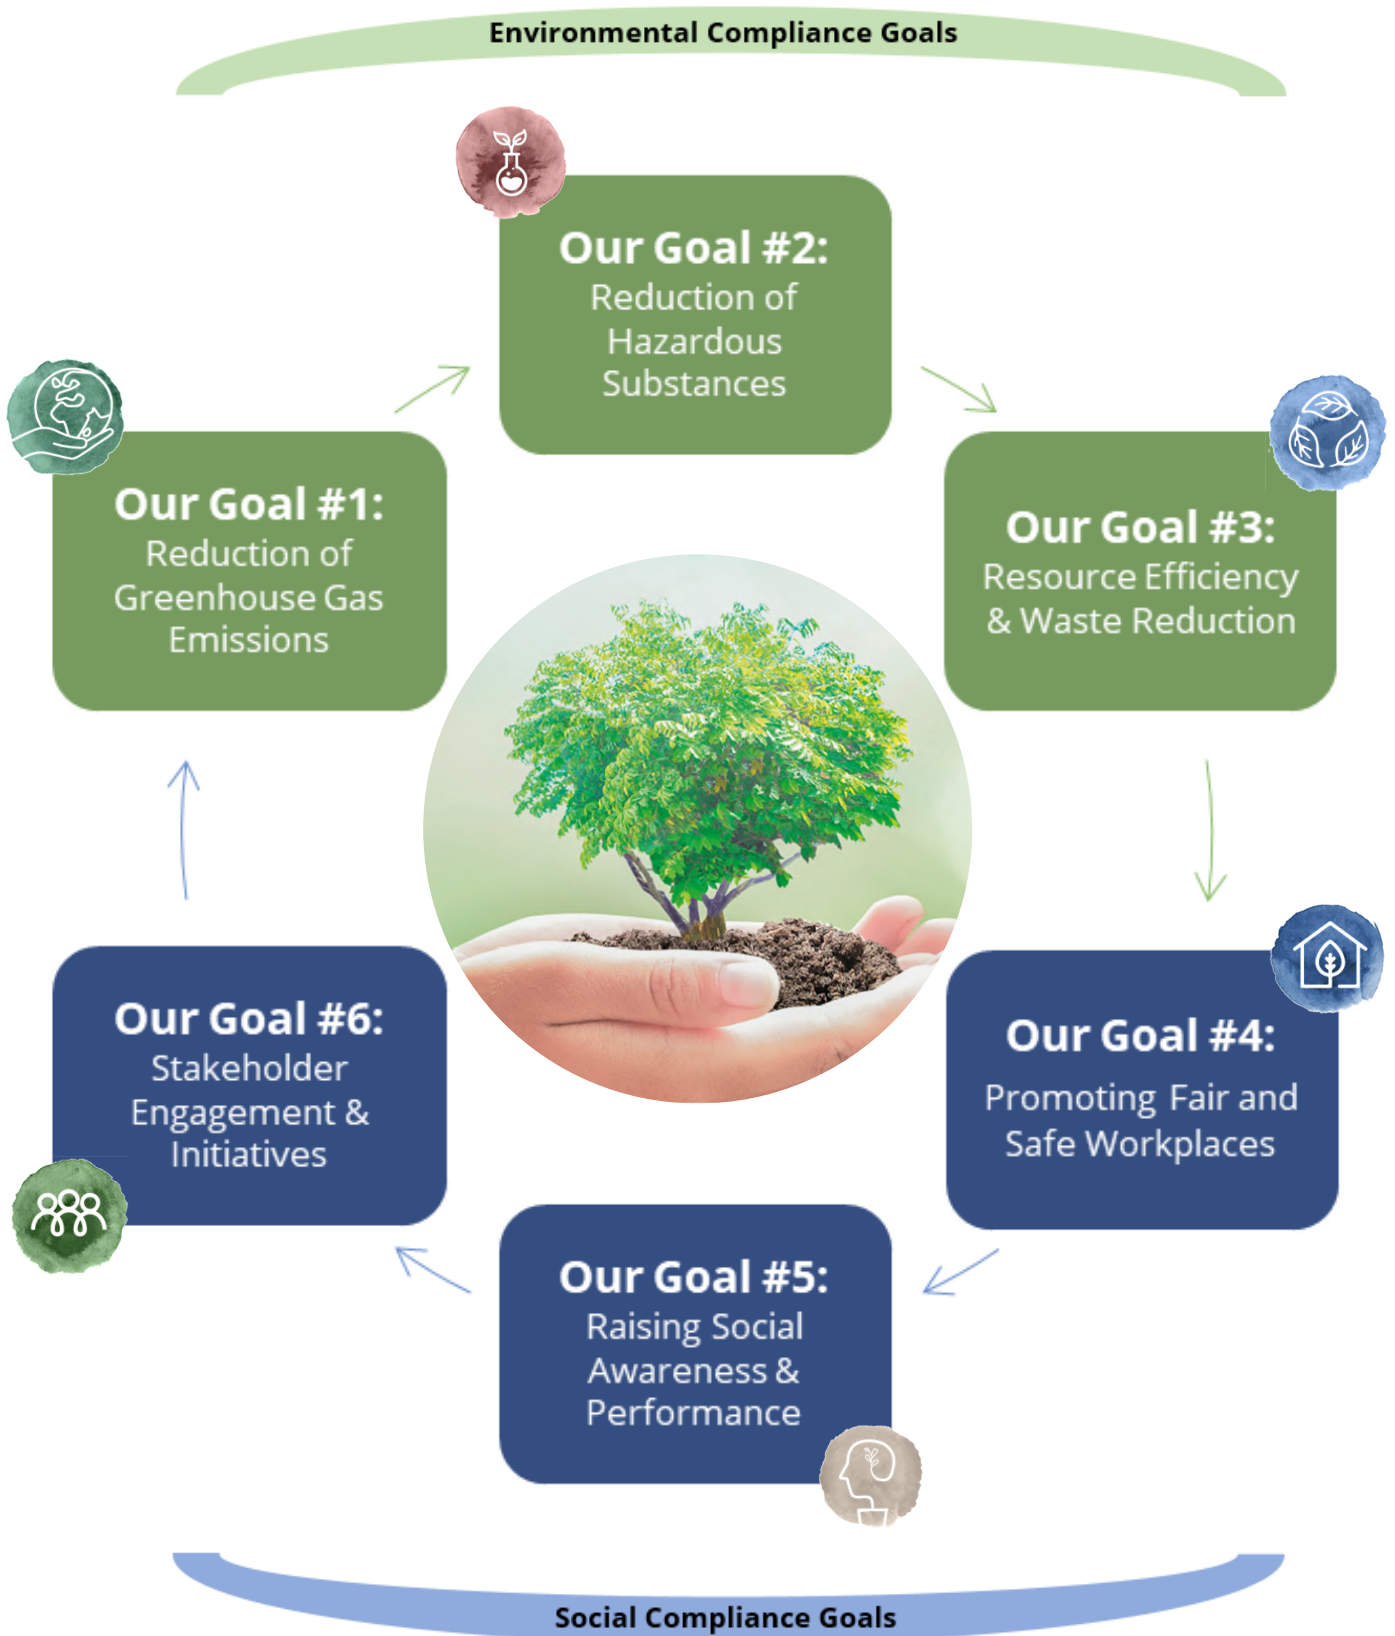 Environmental Compliance Goals
Our Goal #2:
Reduction of
Hazardous
Substances
Our Goal #1:
Reduction of
Greenhouse Gas
Emissions
Our Goal #3:
Resource Efficiency
& Waste Reduction
Our Goal #6:
Stakeholder
Engagement &
Initiatives
Our Goal #4:
Promoting Fair and
Safe Workplaces
Our Goal #5:
Raising Social
Awareness &
Performance
Social Compliance Goals